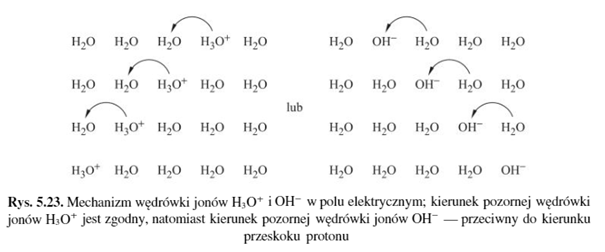 H₂O H₂O H₂O H₃O⁺ H₂O
H₂O H₂O H₃O⁺ H₂O H₂O
H₂O H₃O⁺ H₂O H₂O H₂O
H₃O⁺ H₂O H₂O H₂O H₂O
lub
H₂O OH⁻ H₂O H₂O H₂O
H₂O H₂O OH⁻ H₂O H₂O
H₂O H₂O H₂O OH⁻ H₂O
H₂O H₂O H₂O H₂O OH⁻
Rys. 5.23. Mechanizm wędrówki jonów H₃O⁺ i OH⁻ w polu elektrycznym; kierunek pozornej wędrówki
jonów H₃O⁺ jest zgodny, natomiast kierunek pozornej wędrówki jonów OH⁻ — przeciwny do kierunku
przeskoku protonu